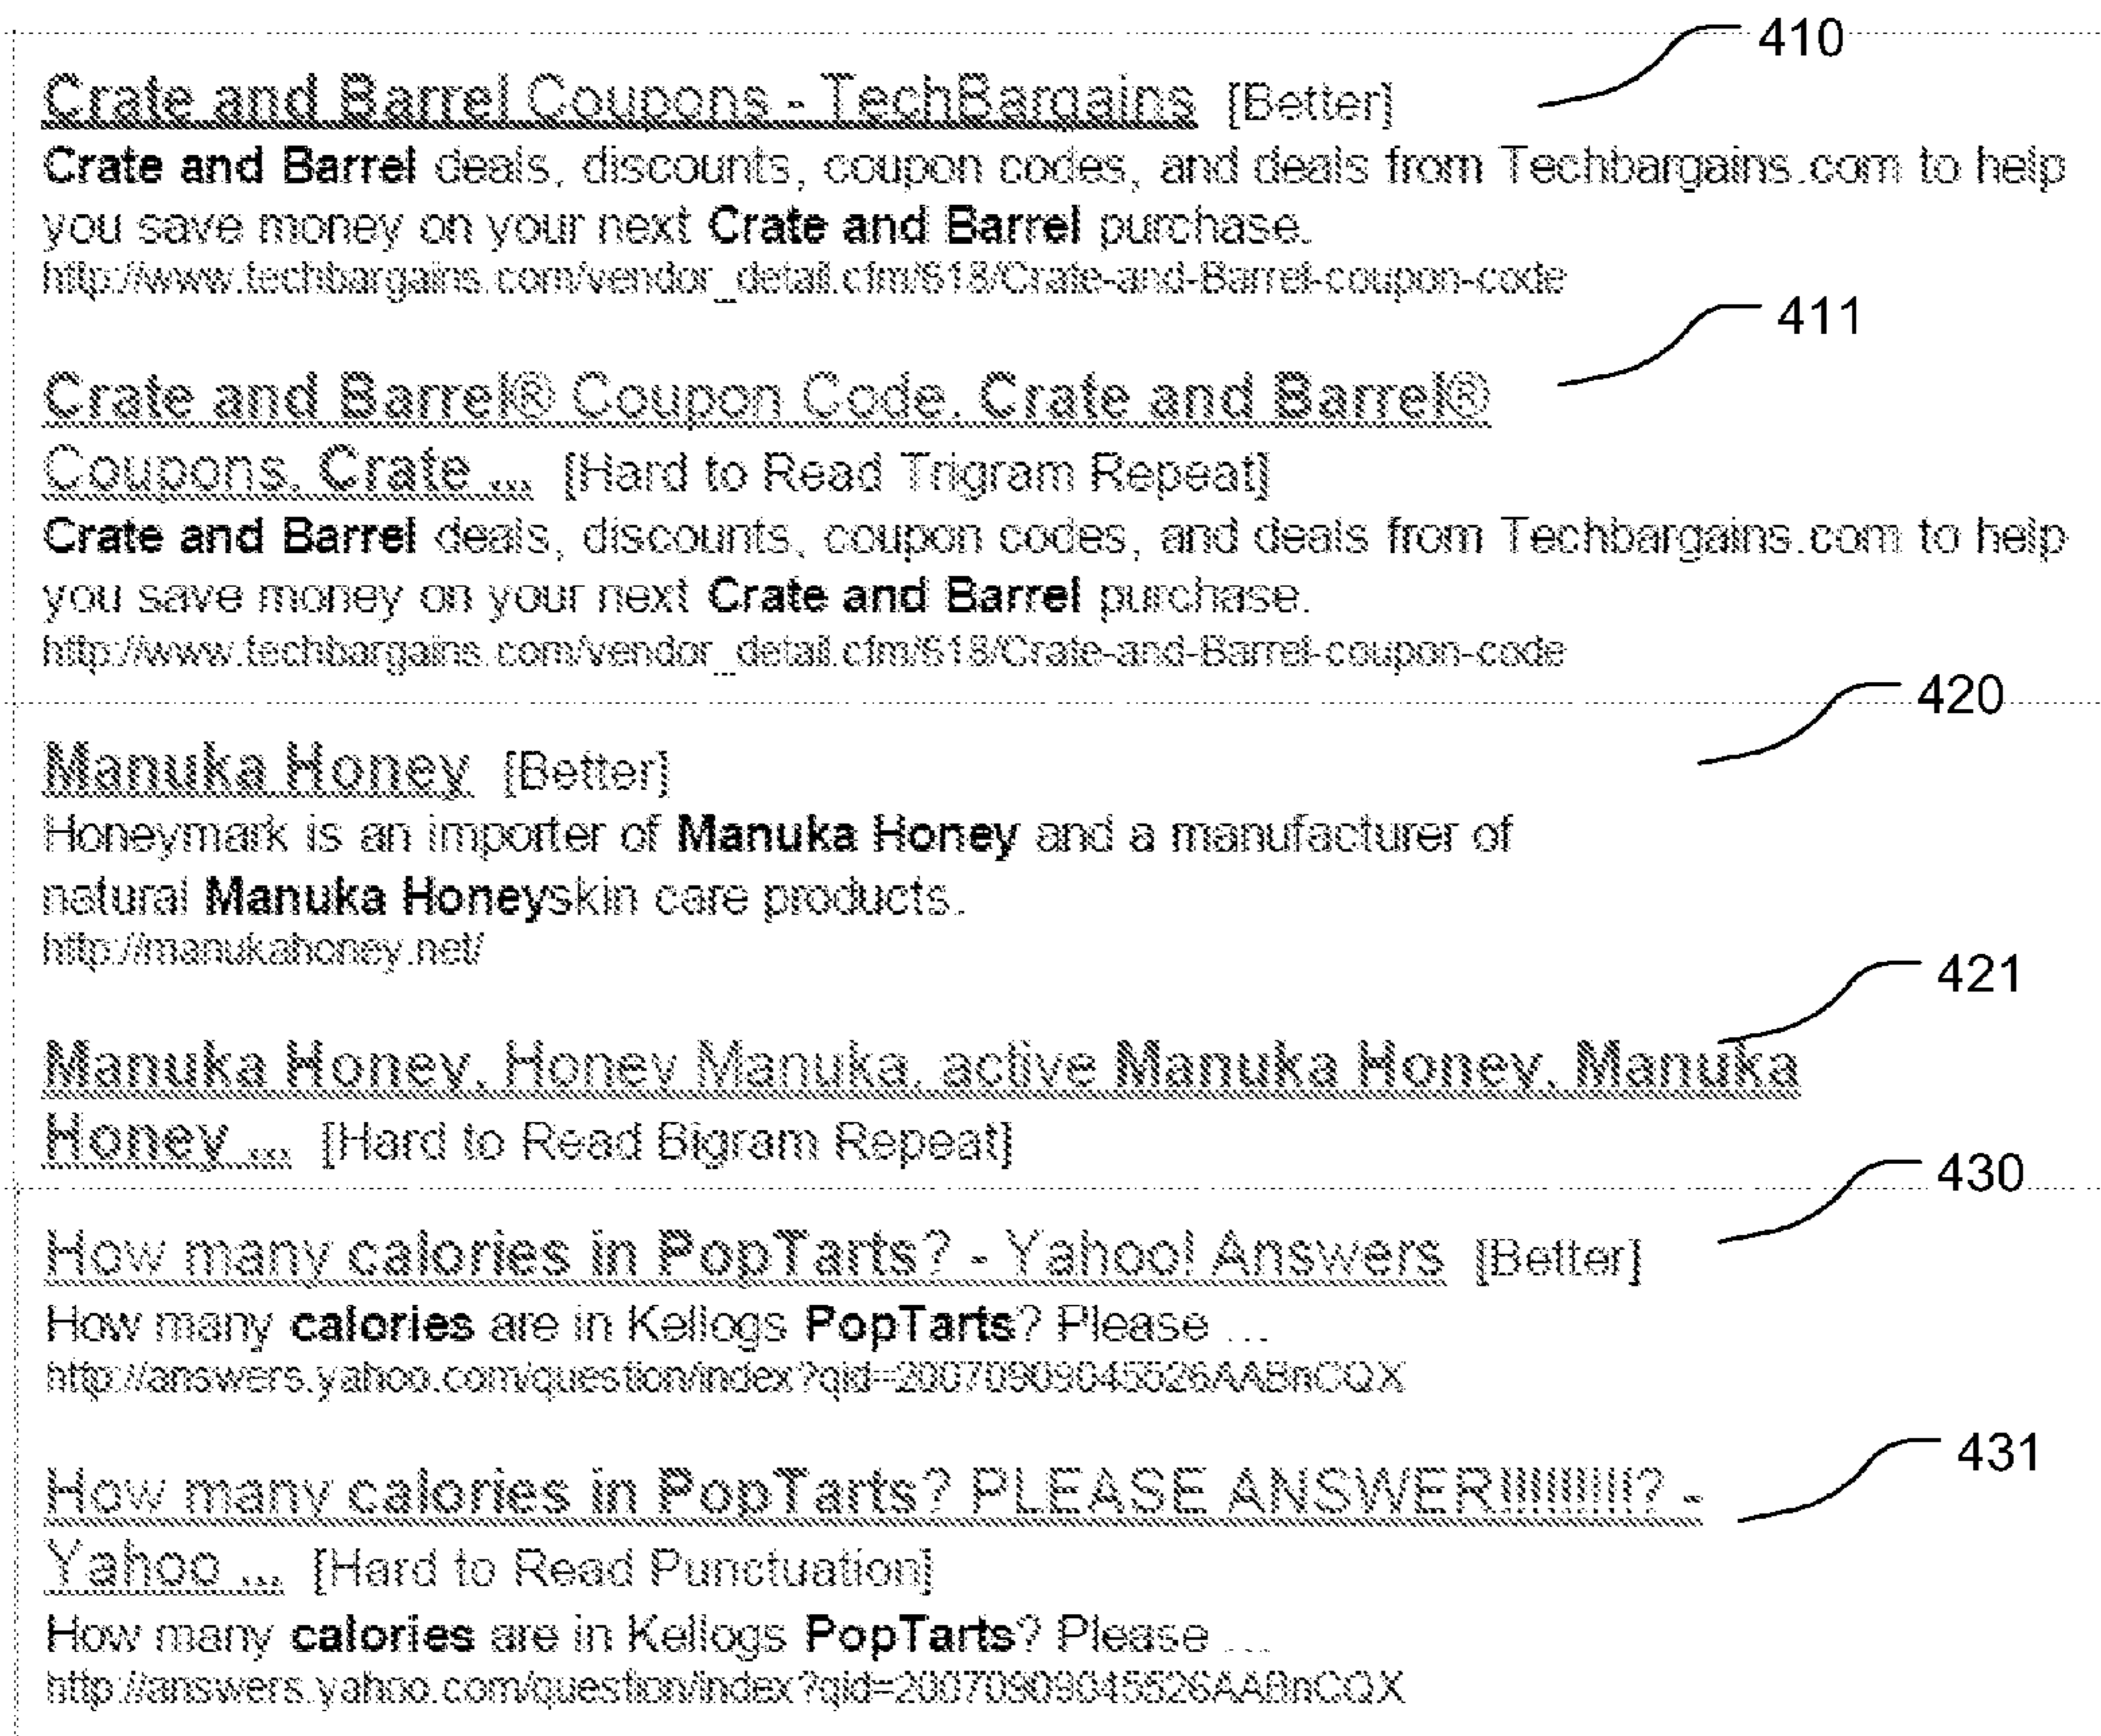 410
Crate and Barrel Coupons - TechBargains [Better]
Crate and Barrel deals, discounts, coupon codes, and deals from Techbargains.com to help
you save money on your next Crate and Barrel purchase.
http://www.techbargains.com/vendor_detail.cfm/618/Crate-and-Barrel-coupon-code
411
Crate and Barrel® Coupon Code, Crate and Barrel®
Coupons, Crate ... [Hard to Read Trigram Repeat]
Crate and Barrel deals, discounts, coupon codes, and deals from Techbargains.com to help
you save money on your next Crate and Barrel purchase.
http://www.techbargains.com/vendor_detail.cfm/618/Crate-and-Barrel-coupon-code
420
Manuka Honey [Better]
Honeymark is an importer of Manuka Honey and a manufacturer of
natural Manuka Honeyskin care products.
http://manukahoney.net/
421
Manuka Honey, Honey Manuka, active Manuka Honey, Manuka
Honey ... [Hard to Read Bigram Repeat]
430
How many calories in PopTarts? - Yahoo! Answers [Better]
How many calories are in Kellogs PopTarts? Please ...
http://answers.yahoo.com/question/index?qid=20070909045526AABnCQX
431
How many calories in PopTarts? PLEASE ANSWER!!!!!!!!!!? -
Yahoo ... [Hard to Read Punctuation]
How many calories are in Kellogs PopTarts? Please ...
http://answers.yahoo.com/question/index?qid=20070909045526AABnCQX